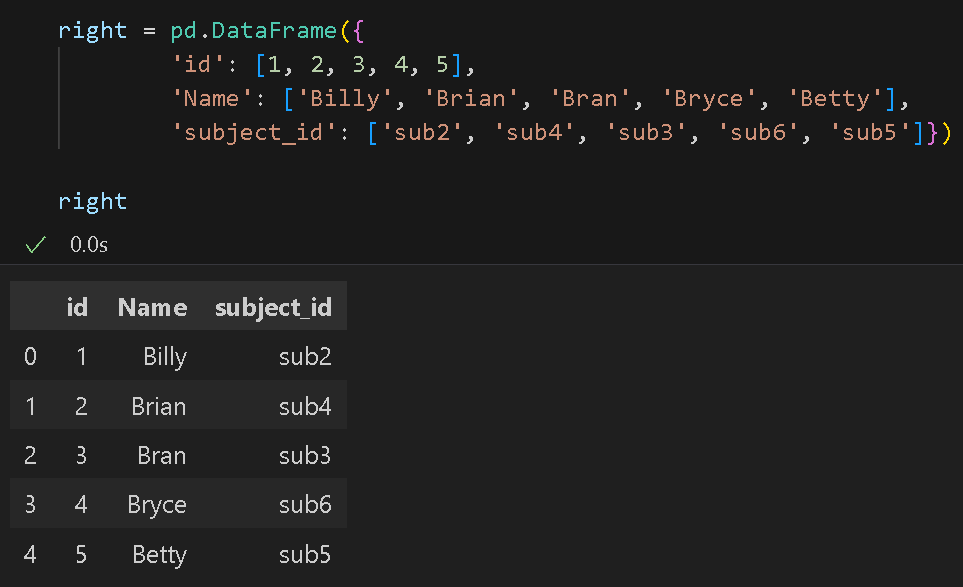 right = pd.DataFrame({
'id': [1, 2, 3, 4, 5],
'Name': ['Billy', 'Brian', 'Bran', 'Bryce', 'Betty'],
'subject_id': ['sub2', 'sub4', 'sub3', 'sub6', 'sub5']})
right
0.0s
id Name subject_id
0 1 Billy sub2
1 2 Brian sub4
2 3 Bran sub3
3 4 Bryce sub6
4 5 Betty sub5